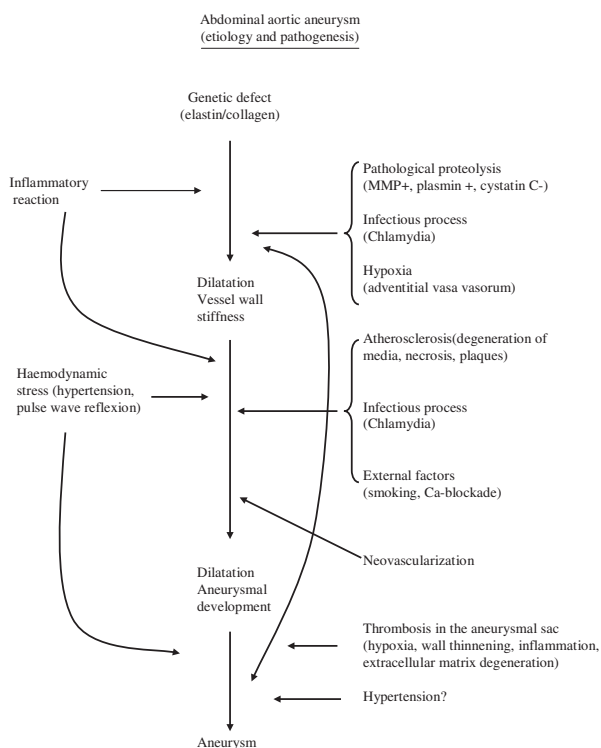 Abdominal aortic aneurysm
(etiology and pathogenesis)
Genetic defect
(elastin/collagen)
Inflammatory
reaction
Pathological proteolysis
(MMP+, plasmin +, cystatin C-)
Infectious process
(Chlamydia)
Hypoxia
(adventitial vasa vasorum)
Dilatation
Vessel wall
stiffness
Atherosclerosis(degeneration of
media, necrosis, plaques)
Haemodynamic
stress (hypertension,
pulse wave reflexion)
Infectious process
(Chlamydia)
External factors
(smoking, Ca-blockade)
Neovascularization
Dilatation
Aneurysmal
development
Thrombosis in the aneurysmal sac
(hypoxia, wall thinnening, inflammation,
extracellular matrix degeneration)
Hypertension?
Aneurysm